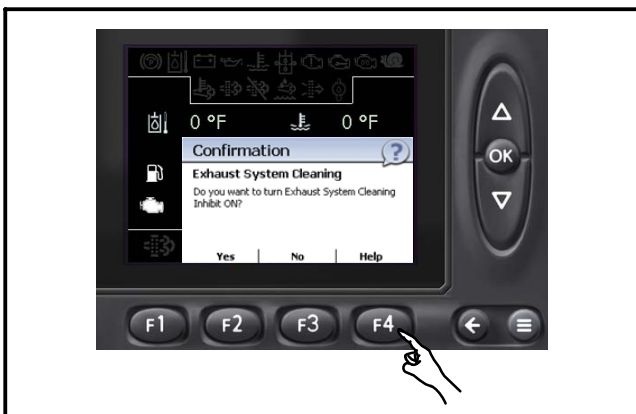 0 °F 0 °F
Confirmation ?
Exhaust System Cleaning
Do you want to turn Exhaust System Cleaning
Inhibit ON?
Yes No Help
OK
F1 F2 F3 F4